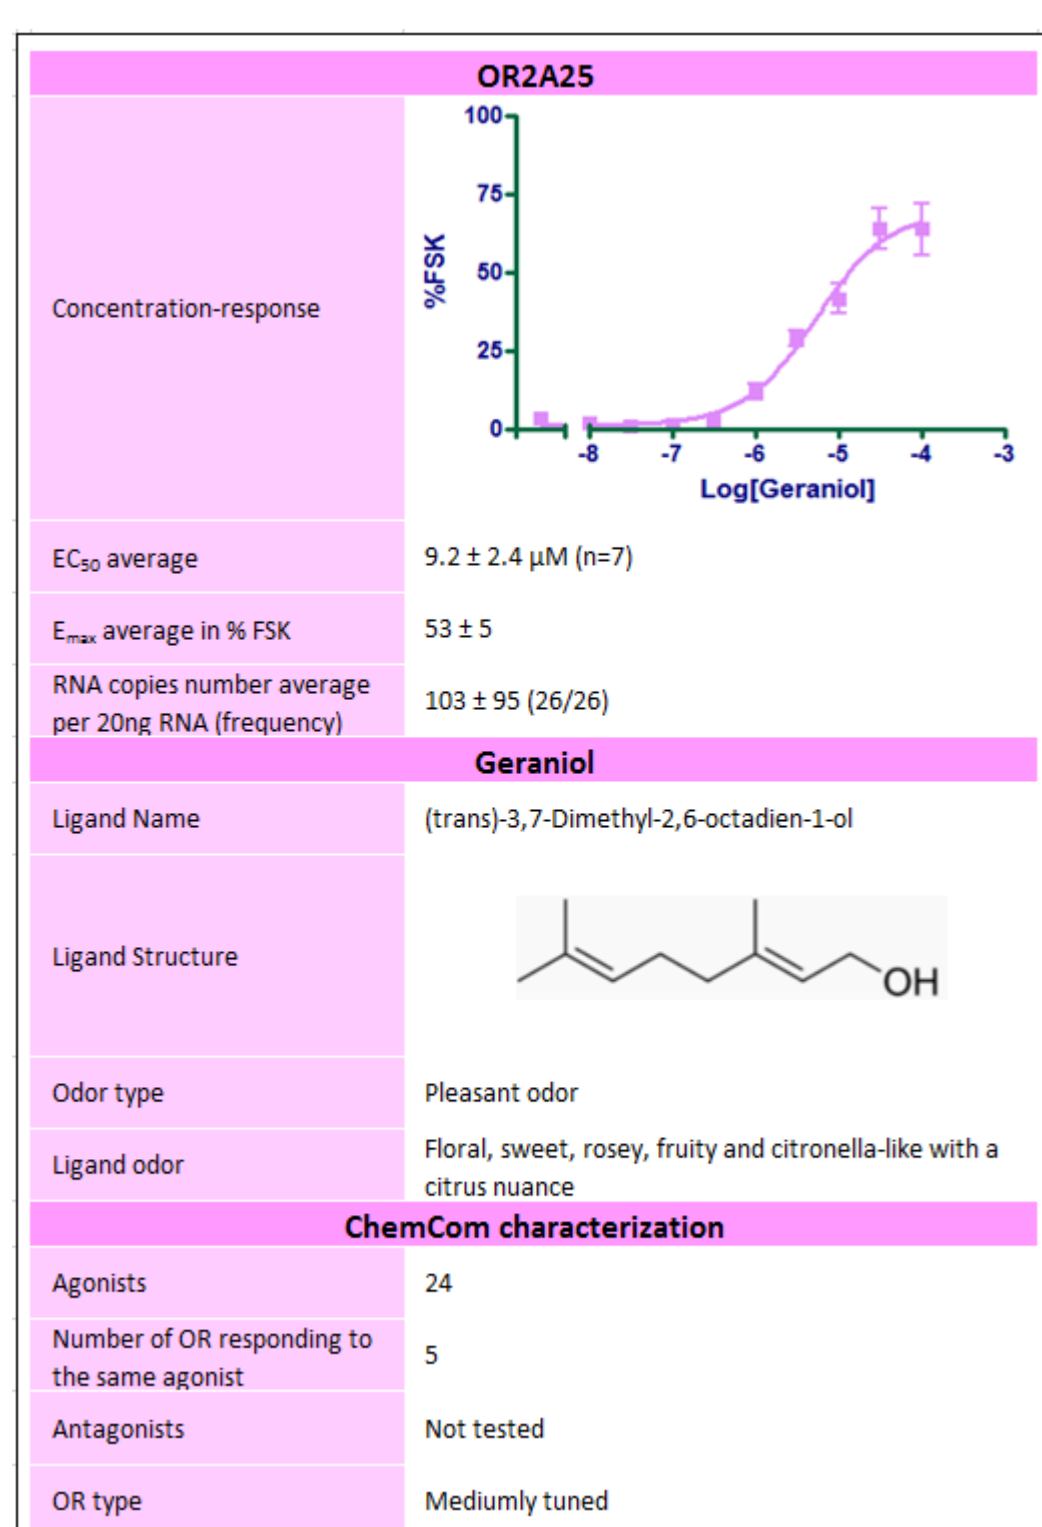 OR2A25
Concentration-response
100
75
50
25
0
%FSK
-8 -7 -6 -5 -4 -3
Log[Geraniol]
EC₅₀ average
9.2 ± 2.4 µM (n=7)
Eₘₐₓ average in % FSK
53 ± 5
RNA copies number average
per 20ng RNA (frequency)
103 ± 95 (26/26)
Geraniol
Ligand Name
(trans)-3,7-Dimethyl-2,6-octadien-1-ol
Ligand Structure
OH
Odor type
Pleasant odor
Ligand odor
Floral, sweet, rosey, fruity and citronella-like with a
citrus nuance
ChemCom characterization
Agonists
24
Number of OR responding to
the same agonist
5
Antagonists
Not tested
OR type
Mediumly tuned